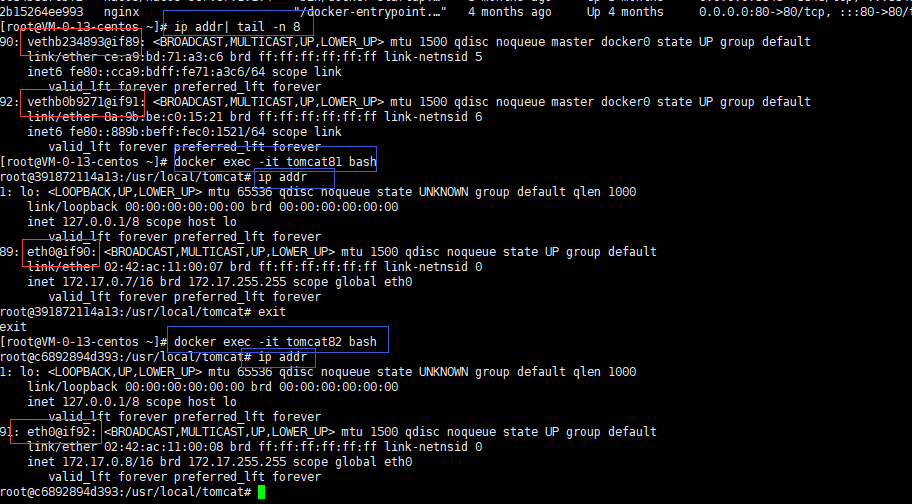 2b15264ee993   nginx                      "/docker-entrypoint.…"   4 months ago     Up 4 months     0.0.0.0:80->80/tcp, :::80->80/t
[root@VM-0-13-centos ~]# ip addr| tail -n 8
90: vethb234893@if89: <BROADCAST,MULTICAST,UP,LOWER_UP> mtu 1500 qdisc noqueue master docker0 state UP group default
    link/ether ce:a9:bd:71:a3:c6 brd ff:ff:ff:ff:ff:ff link-netnsid 5
    inet6 fe80::cca9:bdff:fe71:a3c6/64 scope link
       valid_lft forever preferred_lft forever
92: vethb0b9271@if91: <BROADCAST,MULTICAST,UP,LOWER_UP> mtu 1500 qdisc noqueue master docker0 state UP group default
    link/ether 8a:9b:be:c0:15:21 brd ff:ff:ff:ff:ff:ff link-netnsid 6
    inet6 fe80::889b:beff:fec0:1521/64 scope link
       valid_lft forever preferred_lft forever
[root@VM-0-13-centos ~]# docker exec -it tomcat81 bash
root@391872114a13:/usr/local/tomcat# ip addr
1: lo: <LOOPBACK,UP,LOWER_UP> mtu 65536 qdisc noqueue state UNKNOWN group default qlen 1000
    link/loopback 00:00:00:00:00:00 brd 00:00:00:00:00:00
    inet 127.0.0.1/8 scope host lo
       valid_lft forever preferred_lft forever
89: eth0@if90: <BROADCAST,MULTICAST,UP,LOWER_UP> mtu 1500 qdisc noqueue state UP group default
    link/ether 02:42:ac:11:00:07 brd ff:ff:ff:ff:ff:ff link-netnsid 0
    inet 172.17.0.7/16 brd 172.17.255.255 scope global eth0
       valid_lft forever preferred_lft forever
root@391872114a13:/usr/local/tomcat# exit
exit
[root@VM-0-13-centos ~]# docker exec -it tomcat82 bash
root@c6892894d393:/usr/local/tomcat# ip addr
1: lo: <LOOPBACK,UP,LOWER_UP> mtu 65536 qdisc noqueue state UNKNOWN group default qlen 1000
    link/loopback 00:00:00:00:00:00 brd 00:00:00:00:00:00
    inet 127.0.0.1/8 scope host lo
       valid_lft forever preferred_lft forever
91: eth0@if92: <BROADCAST,MULTICAST,UP,LOWER_UP> mtu 1500 qdisc noqueue state UP group default
    link/ether 02:42:ac:11:00:08 brd ff:ff:ff:ff:ff:ff link-netnsid 0
    inet 172.17.0.8/16 brd 172.17.255.255 scope global eth0
       valid_lft forever preferred_lft forever
root@c6892894d393:/usr/local/tomcat#